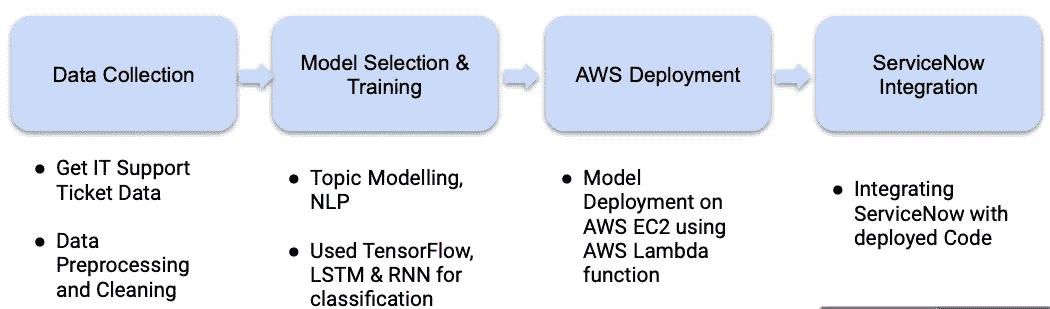 Data Collection
Model Selection &
Training
AWS Deployment
ServiceNow
Integration
● Get IT Support
Ticket Data
● Data
Preprocessing
and Cleaning
● Topic Modelling,
NLP
● Used TensorFlow,
LSTM & RNN for
classification
● Model
Deployment on
AWS EC2 using
AWS Lambda
function
● Integrating
ServiceNow with
deployed Code